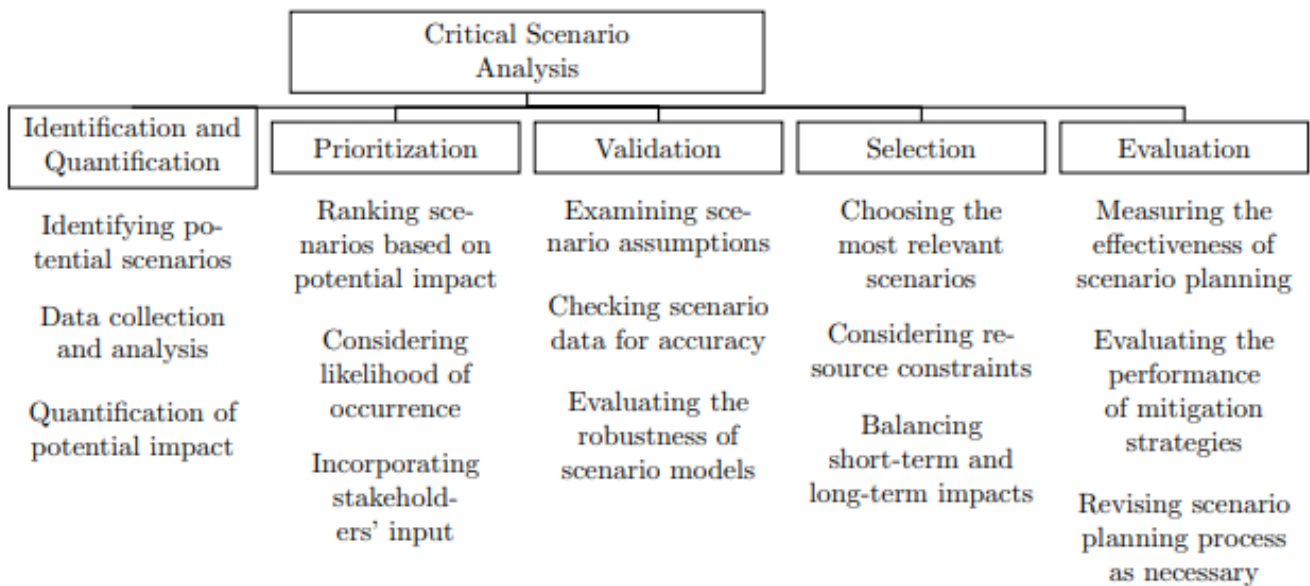 Critical Scenario
Analysis
Identification and
Quantification
Identifying po-
tential scenarios
Data collection
and analysis
Quantification of
potential impact
Prioritization
Ranking sce-
narios based on
potential impact
Considering
likelihood of
occurrence
Incorporating
stakehold-
ers' input
Validation
Examining sce-
nario assumptions
Checking scenario
data for accuracy
Evaluating the
robustness of
scenario models
Selection
Choosing the
most relevant
scenarios
Considering re-
source constraints
Balancing
short-term and
long-term impacts
Evaluation
Measuring the
effectiveness of
scenario planning
Evaluating the
performance
of mitigation
strategies
Revising scenario
planning process
as necessary